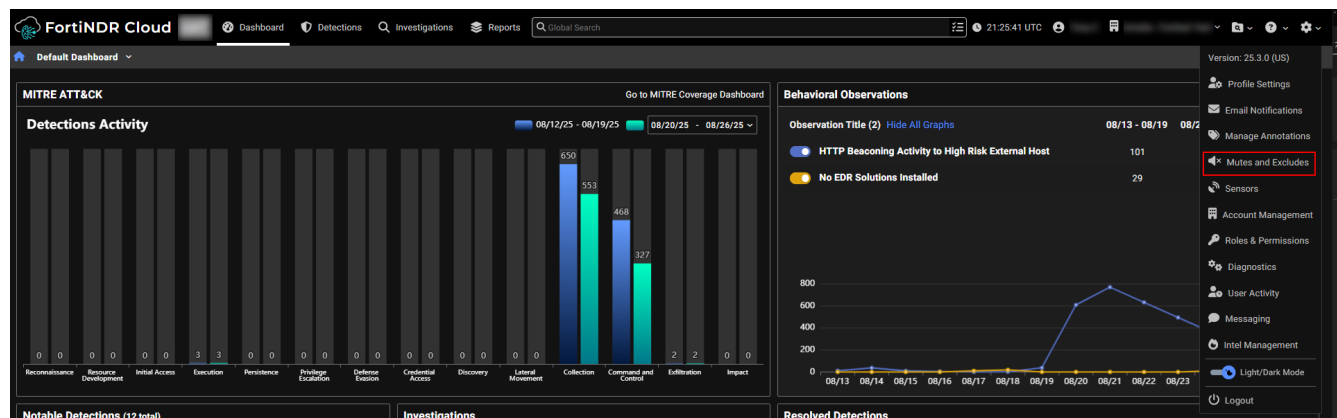 FortiNDR Cloud Dashboard Detections Investigations Reports Global Search 21:25:41 UTC
Default Dashboard
Version: 25.3.0 (US)
Profile Settings
Email Notifications
Manage Annotations
Mutes and Excludes
Sensors
Account Management
Roles & Permissions
Diagnostics
User Activity
Messaging
Intel Management
Light/Dark Mode
Logout
MITRE ATT&CK Go to MITRE Coverage Dashboard
Detections Activity 08/12/25 - 08/19/25 08/20/25 - 08/26/25
650
553
468
327
0 0 0 0 0 0 3 3 0 0 0 0 0 0 0 0 0 0 0 0 2 2 0 0
Reconnaissance Resource Development Initial Access Execution Persistence Privilege Escalation Defense Evasion Credential Access Discovery Lateral Movement Collection Command and Control Exfiltration Impact
Behavioral Observations
Observation Title (2) Hide All Graphs 08/13 - 08/19 08/2
HTTP Beaconing Activity to High Risk External Host 101
No EDR Solutions Installed 29
800
600
400
200
0
08/13 08/14 08/15 08/16 08/17 08/18 08/19 08/20 08/21 08/22 08/23
Notable Detections (12 total) Investigations Resolved Detections